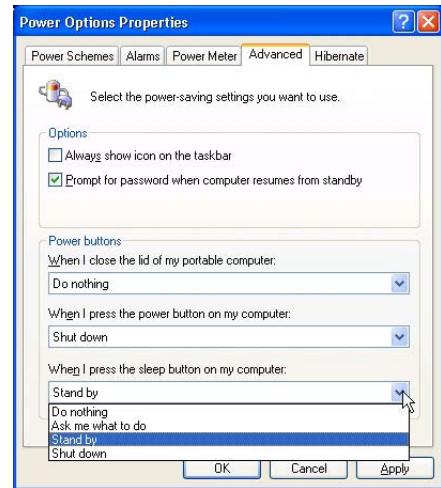 Power Options Properties
Power Schemes Alarms Power Meter Advanced Hibernate
Select the power-saving settings you want to use.
Options
Always show icon on the taskbar
Prompt for password when computer resumes from standby
Power buttons
When I close the lid of my portable computer:
Do nothing
When I press the power button on my computer:
Shut down
When I press the sleep button on my computer:
Stand by
Do nothing
Ask me what to do
Stand by
Shut down
OK Cancel Apply